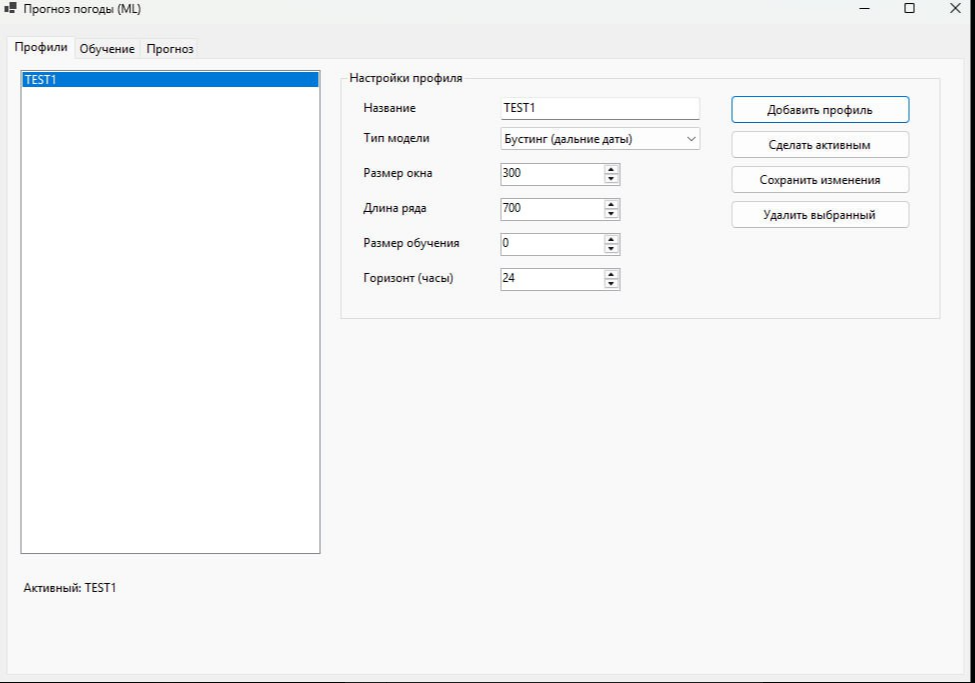 Прогноз погоды (ML)
Профили Обучение Прогноз
TEST1
Настройки профиля
Название TEST1 Добавить профиль
Тип модели Бустинг (дальние даты) Сделать активным
Размер окна 300 Сохранить изменения
Длина ряда 700 Удалить выбранный
Размер обучения 0
Горизонт (часы) 24
Активный: TEST1